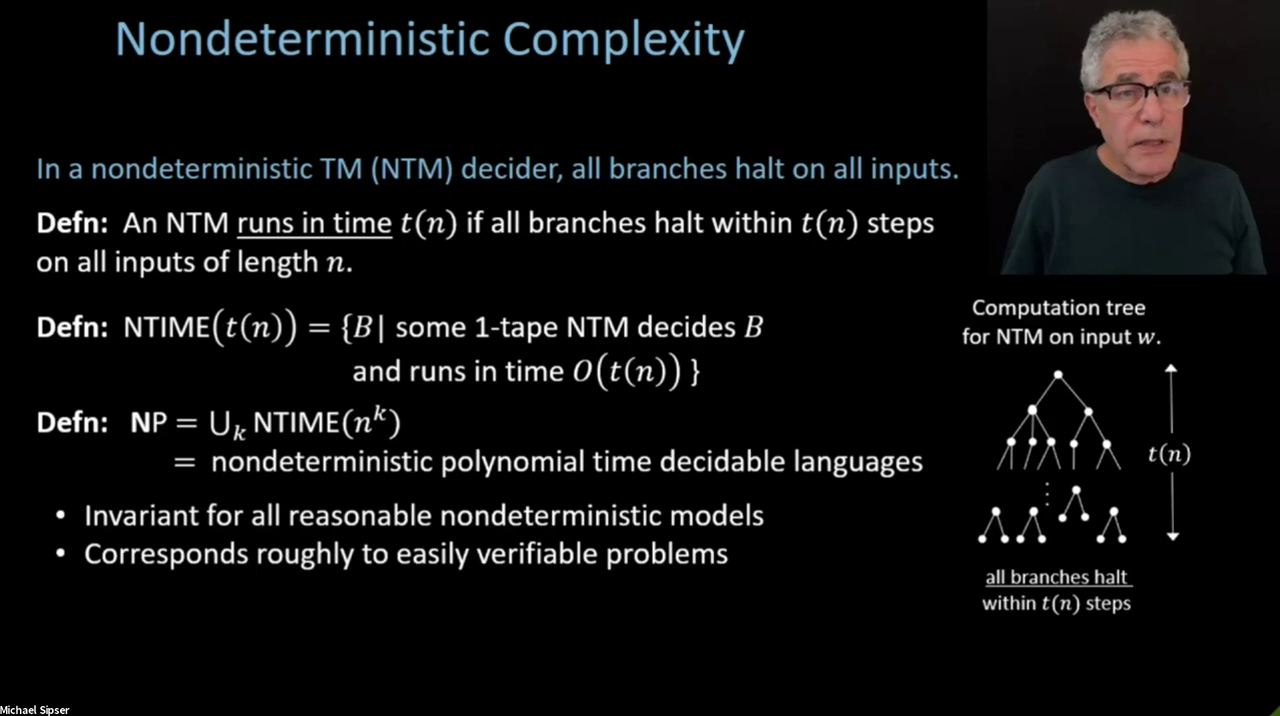 Nondeterministic Complexity
In a nondeterministic TM (NTM) decider, all branches halt on all inputs.
Defn: An NTM runs in time t(n) if all branches halt within t(n) steps
on all inputs of length n.
Defn: NTIME(t(n)) = {B| some 1-tape NTM decides B
and runs in time O(t(n)) }
Defn: NP = ⋃ₖ NTIME(nᵏ)
= nondeterministic polynomial time decidable languages
• Invariant for all reasonable nondeterministic models
• Corresponds roughly to easily verifiable problems
Computation tree
for NTM on input w.
t(n)
all branches halt
within t(n) steps
Michael Sipser